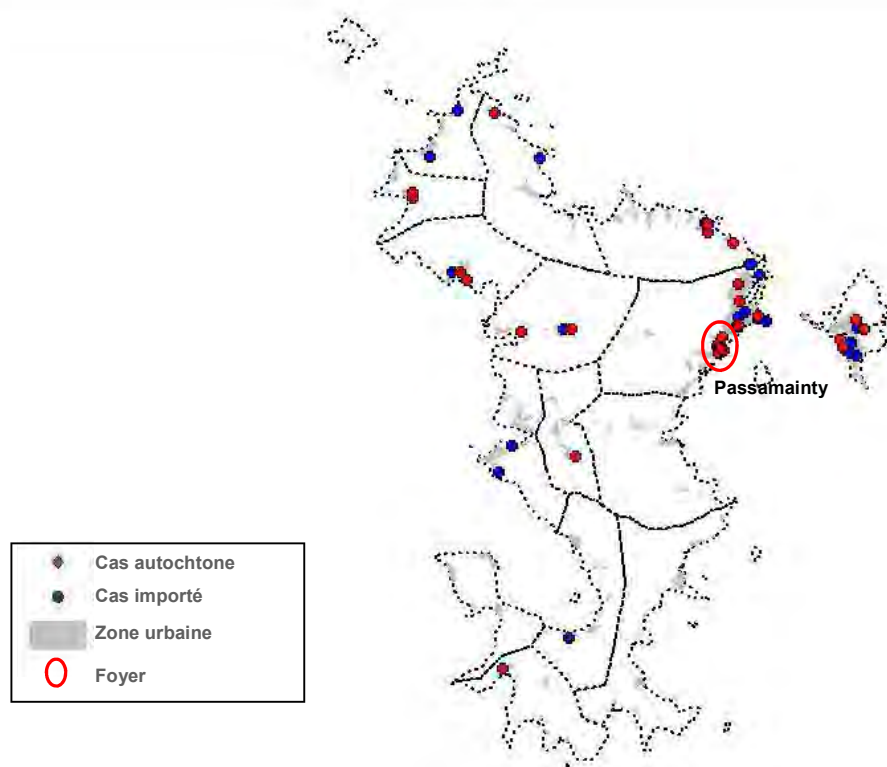 Passamainty
Cas autochtone
Cas importé
Zone urbaine
Foyer